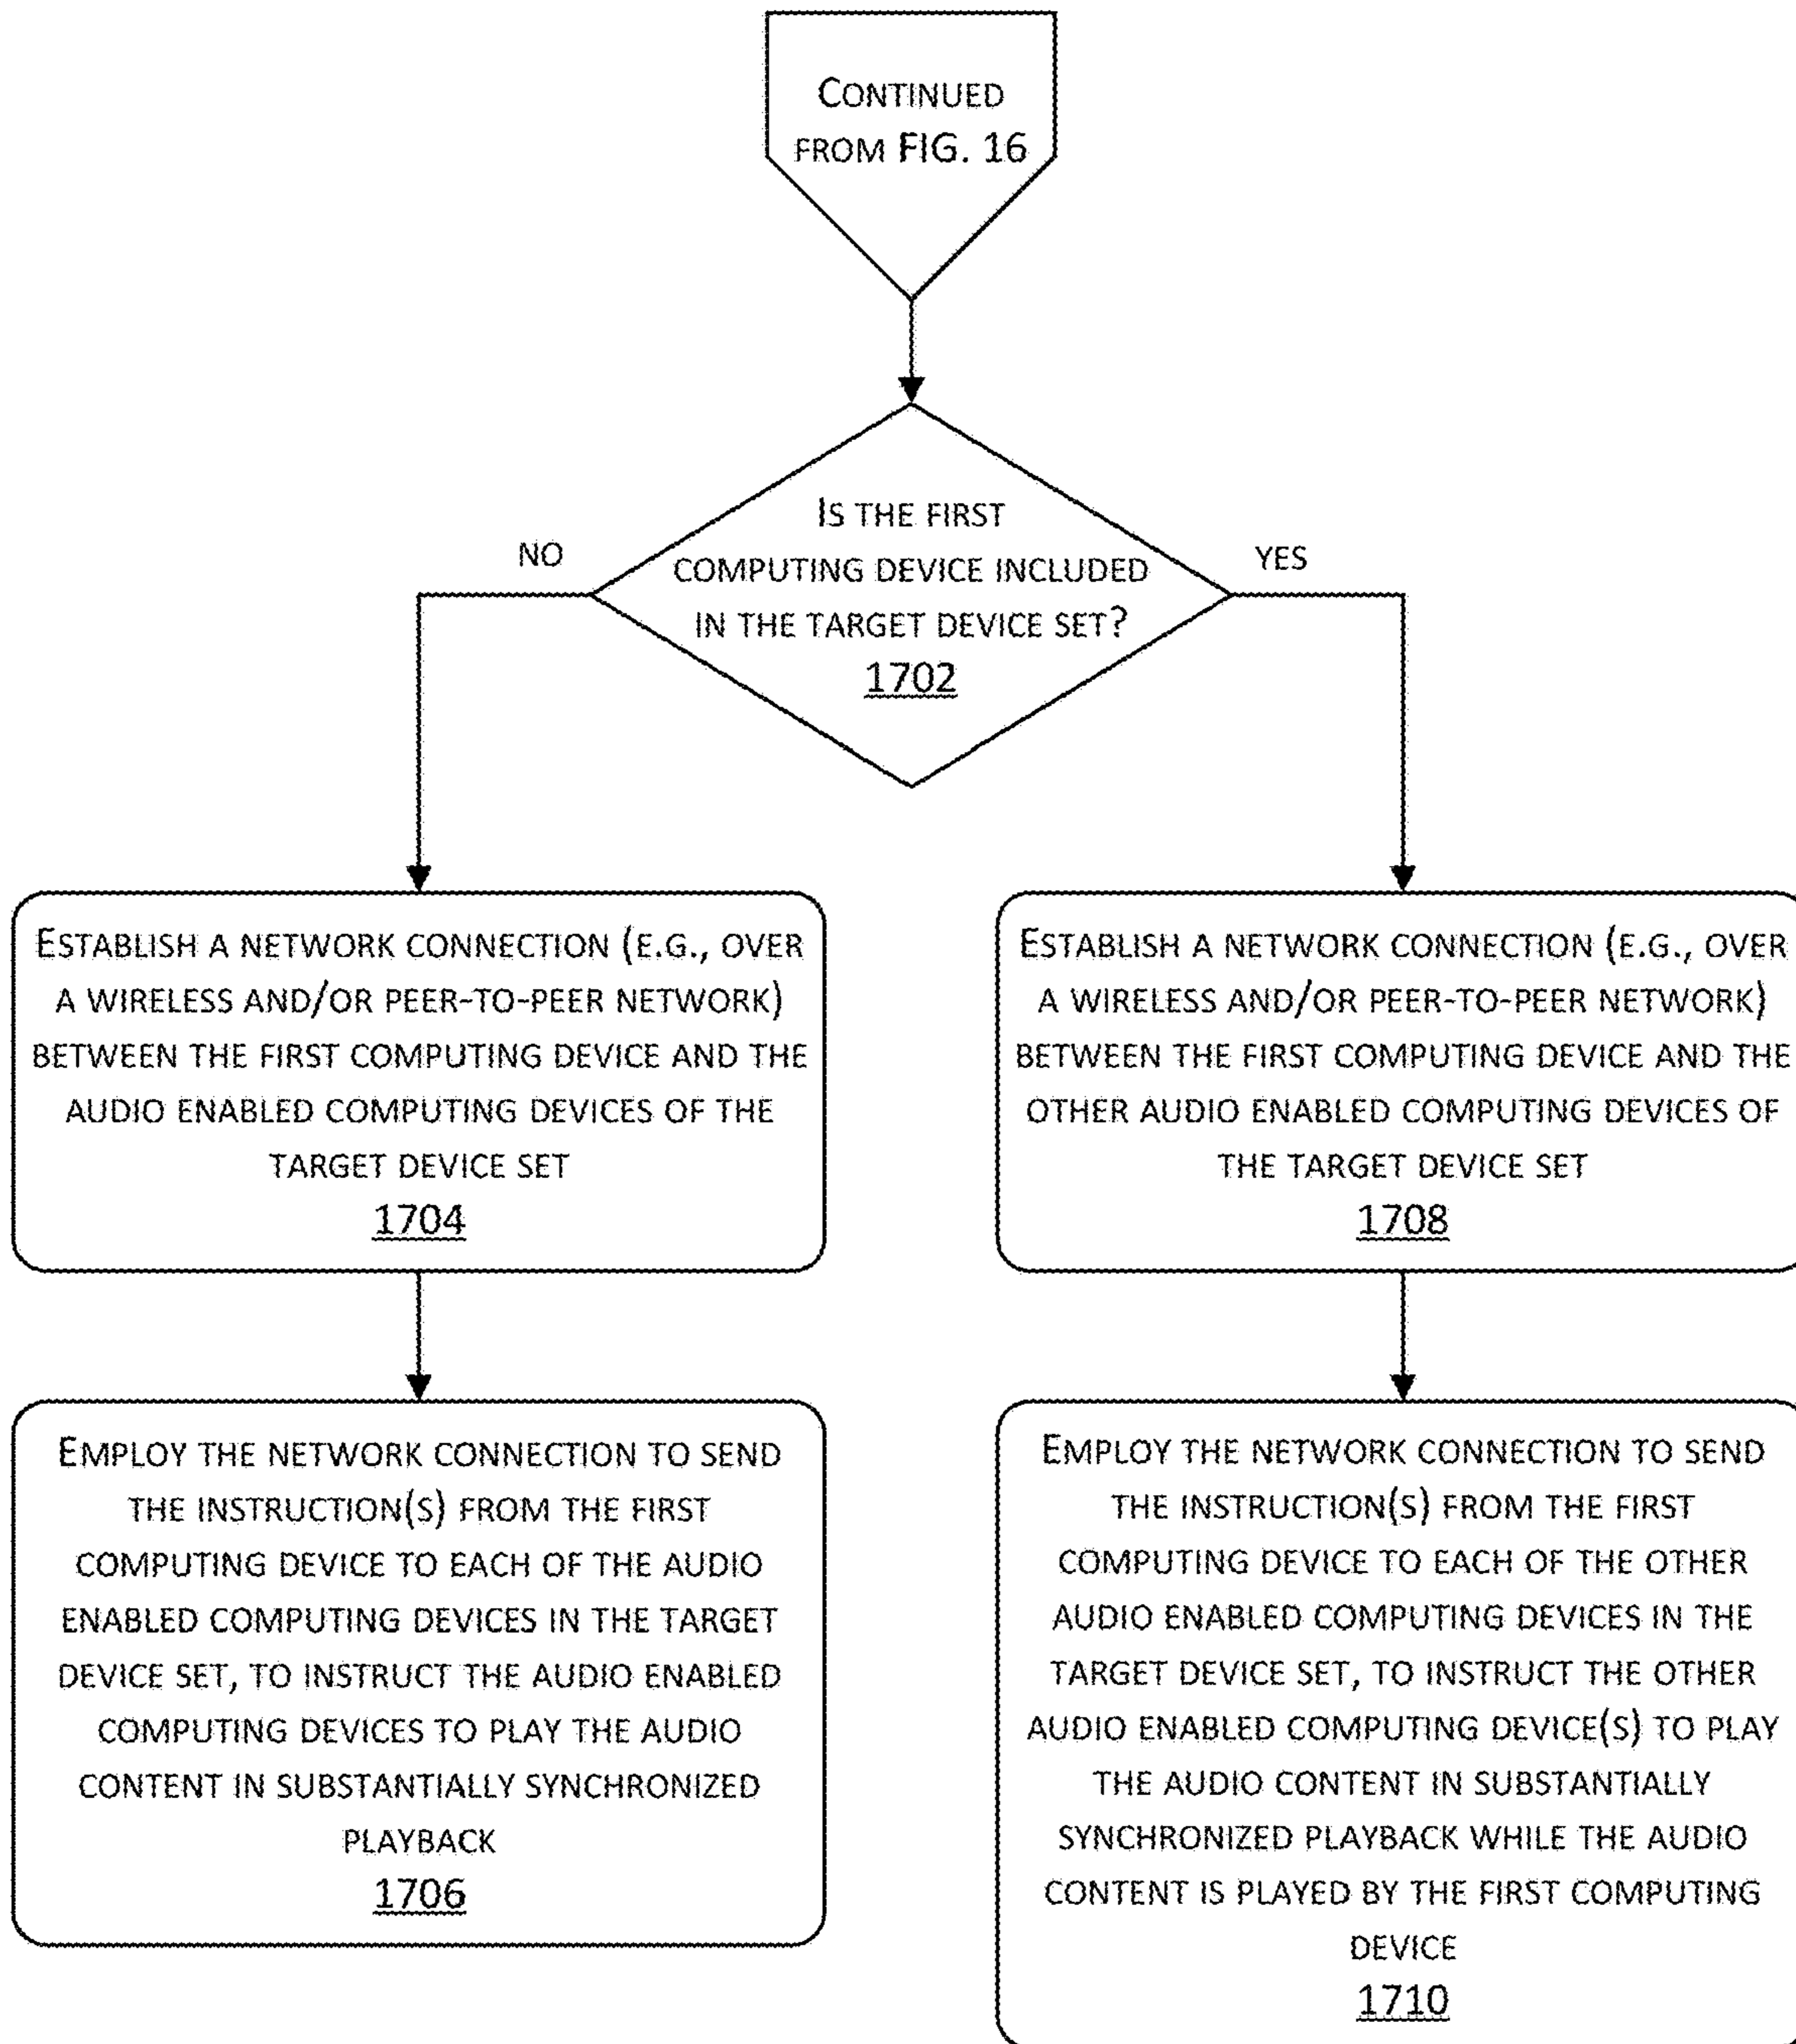 CONTINUED
FROM FIG. 16
IS THE FIRST
COMPUTING DEVICE INCLUDED
IN THE TARGET DEVICE SET?
1702
NO
YES
ESTABLISH A NETWORK CONNECTION (E.G., OVER
A WIRELESS AND/OR PEER-TO-PEER NETWORK)
BETWEEN THE FIRST COMPUTING DEVICE AND THE
AUDIO ENABLED COMPUTING DEVICES OF THE
TARGET DEVICE SET
1704
EMPLOY THE NETWORK CONNECTION TO SEND
THE INSTRUCTION(S) FROM THE FIRST
COMPUTING DEVICE TO EACH OF THE AUDIO
ENABLED COMPUTING DEVICES IN THE TARGET
DEVICE SET, TO INSTRUCT THE AUDIO ENABLED
COMPUTING DEVICES TO PLAY THE AUDIO
CONTENT IN SUBSTANTIALLY SYNCHRONIZED
PLAYBACK
1706
ESTABLISH A NETWORK CONNECTION (E.G., OVER
A WIRELESS AND/OR PEER-TO-PEER NETWORK)
BETWEEN THE FIRST COMPUTING DEVICE AND THE
OTHER AUDIO ENABLED COMPUTING DEVICES OF
THE TARGET DEVICE SET
1708
EMPLOY THE NETWORK CONNECTION TO SEND
THE INSTRUCTION(S) FROM THE FIRST
COMPUTING DEVICE TO EACH OF THE OTHER
AUDIO ENABLED COMPUTING DEVICES IN THE
TARGET DEVICE SET, TO INSTRUCT THE OTHER
AUDIO ENABLED COMPUTING DEVICE(S) TO PLAY
THE AUDIO CONTENT IN SUBSTANTIALLY
SYNCHRONIZED PLAYBACK WHILE THE AUDIO
CONTENT IS PLAYED BY THE FIRST COMPUTING
DEVICE
1710